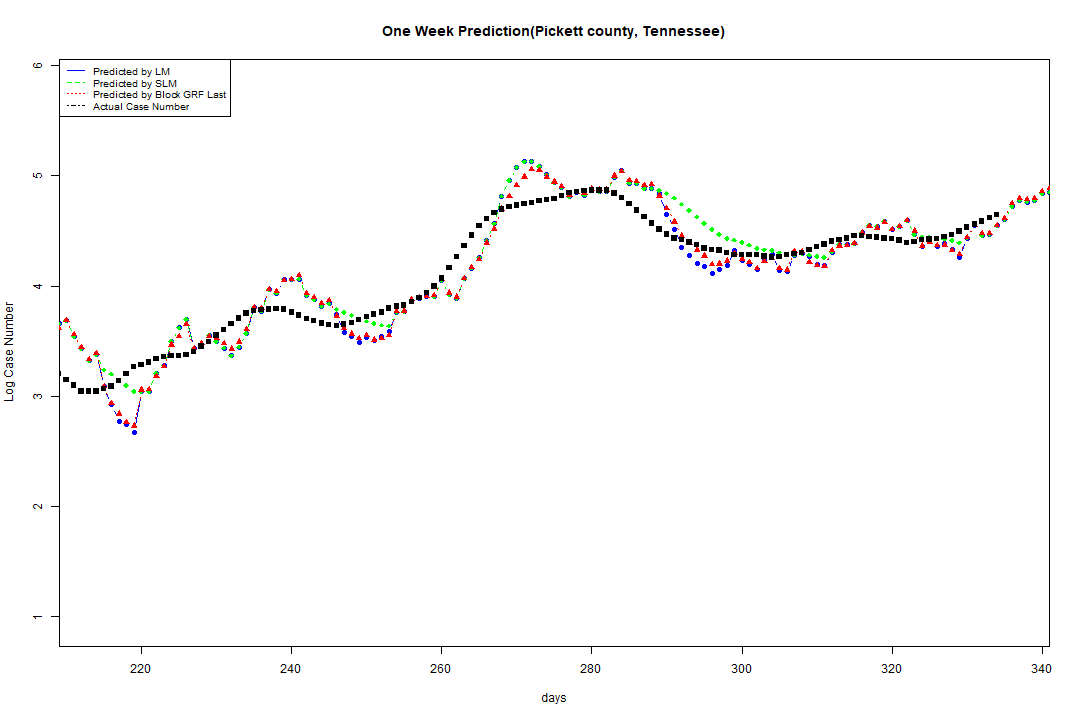 One Week Prediction(Pickett county, Tennessee)
Predicted by LM
Predicted by SLM
Predicted by Block GRF Last
Actual Case Number
6
5
4
3
2
1
Log Case Number
220 240 260 280 300 320 340
days